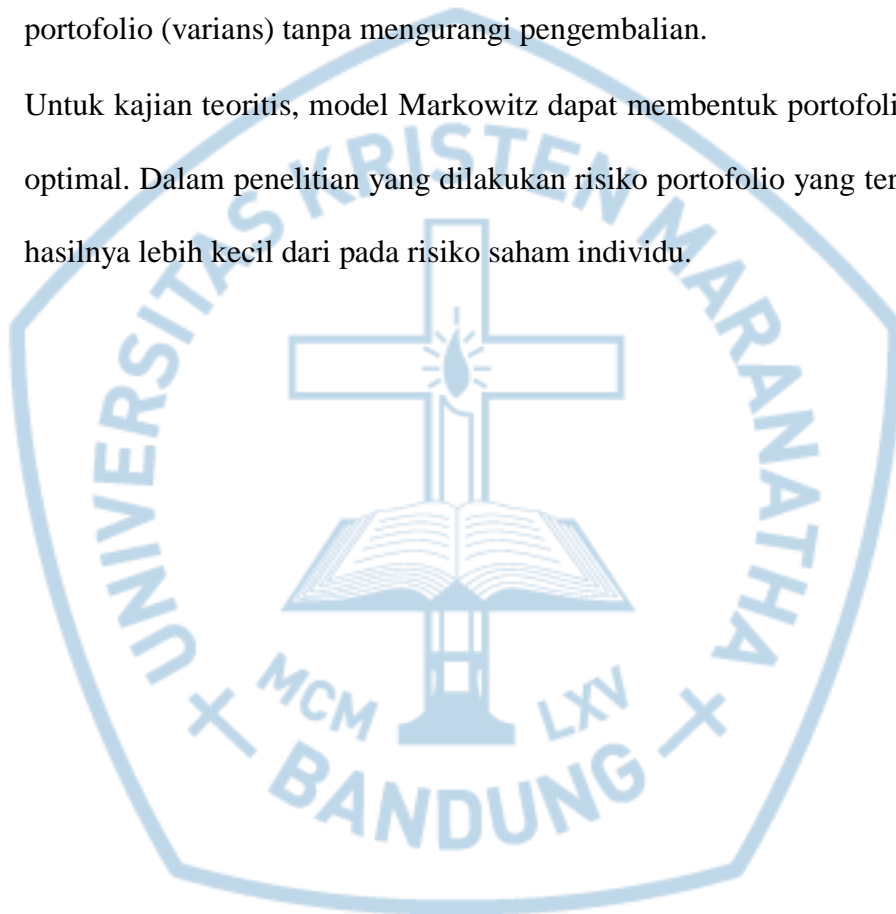 portofolio (varians) tanpa mengurangi pengembalian.
Untuk kajian teoritis, model Markowitz dapat membentuk portofoli
optimal. Dalam penelitian yang dilakukan risiko portofolio yang ter
hasilnya lebih kecil dari pada risiko saham individu.
UNIVERSITAS KRISTEN MARANATHA
MCM LXV
BANDUNG